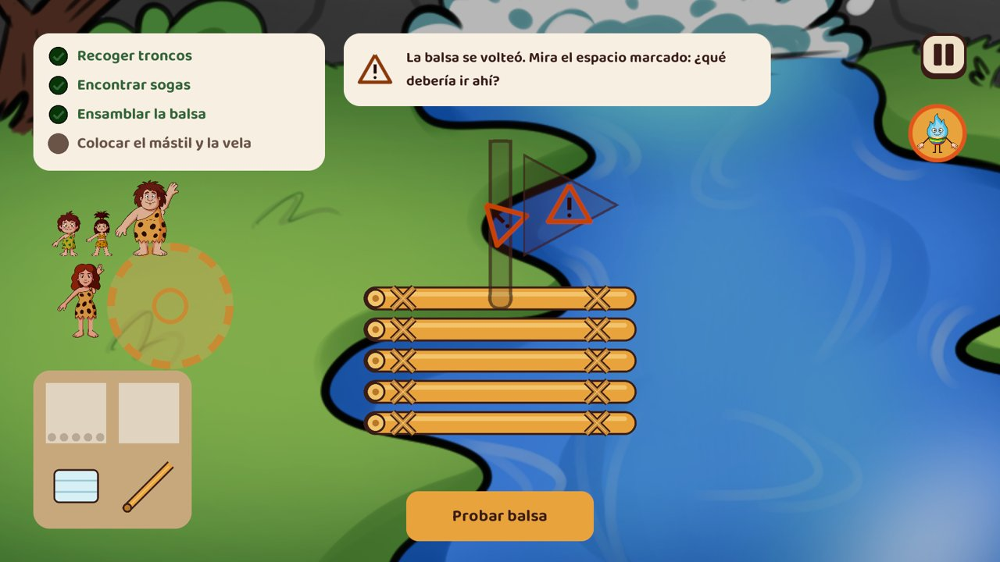 Recoger troncos
Encontrar sogas
Ensamblar la balsa
Colocar el mástil y la vela
La balsa se volteó. Mira el espacio marcado: ¿qué
debería ir ahí?
Probar balsa